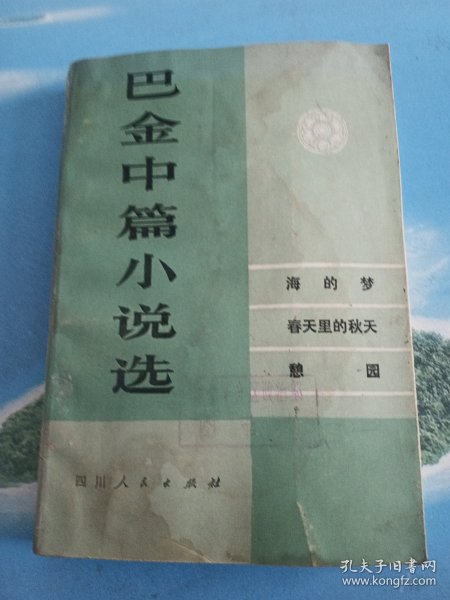 巴金中篇小说选
海的梦
春天里的秋天
憩园
四川人民出版社
孔夫子旧书网
www.kongfz.com